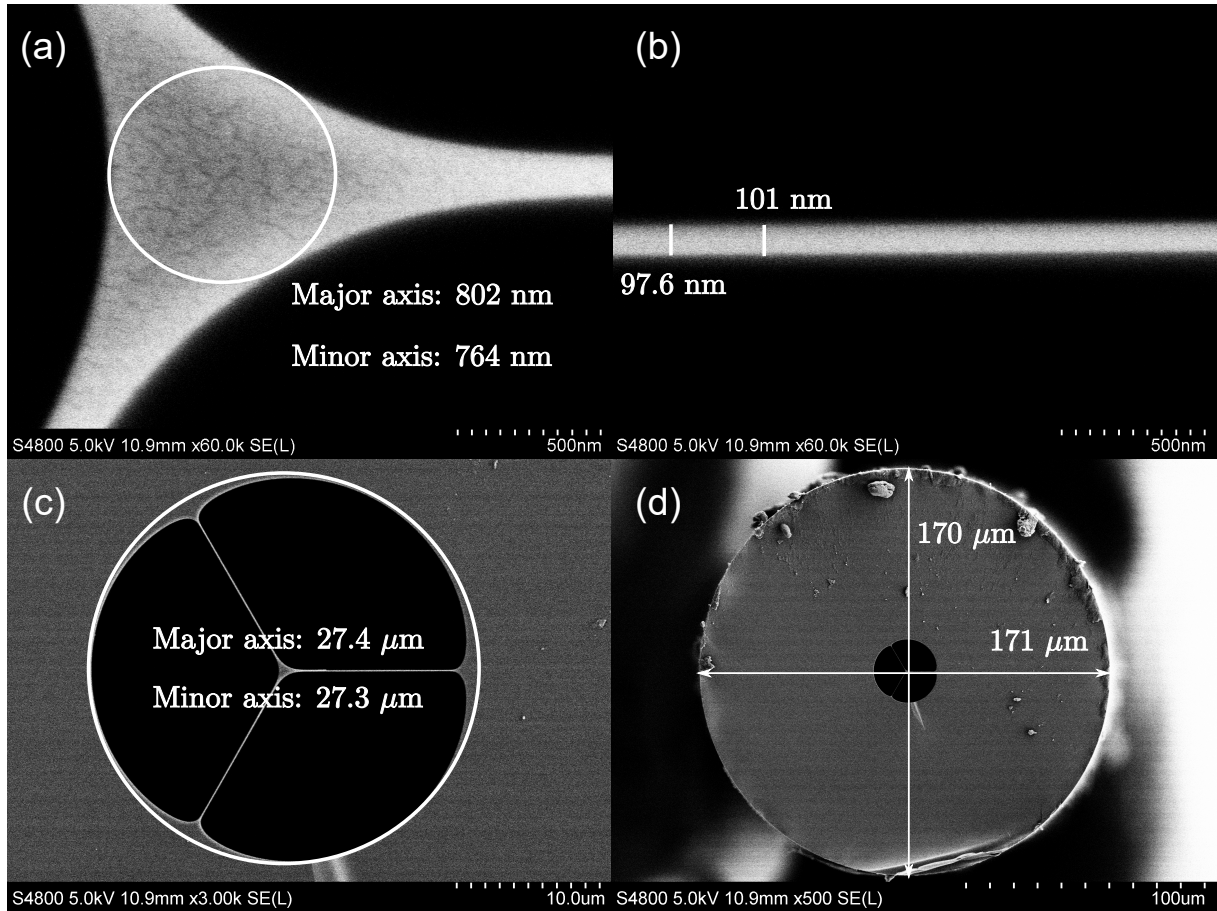 (a)
Major axis: 802 nm
Minor axis: 764 nm
S4800 5.0kV 10.9mm x60.0k SE(L) 500nm
(b)
101 nm
97.6 nm
S4800 5.0kV 10.9mm x60.0k SE(L) 500nm
(c)
Major axis: 27.4 μm
Minor axis: 27.3 μm
S4800 5.0kV 10.9mm x3.00k SE(L) 10.0um
(d)
170 μm
171 μm
S4800 5.0kV 10.9mm x500 SE(L) 100um